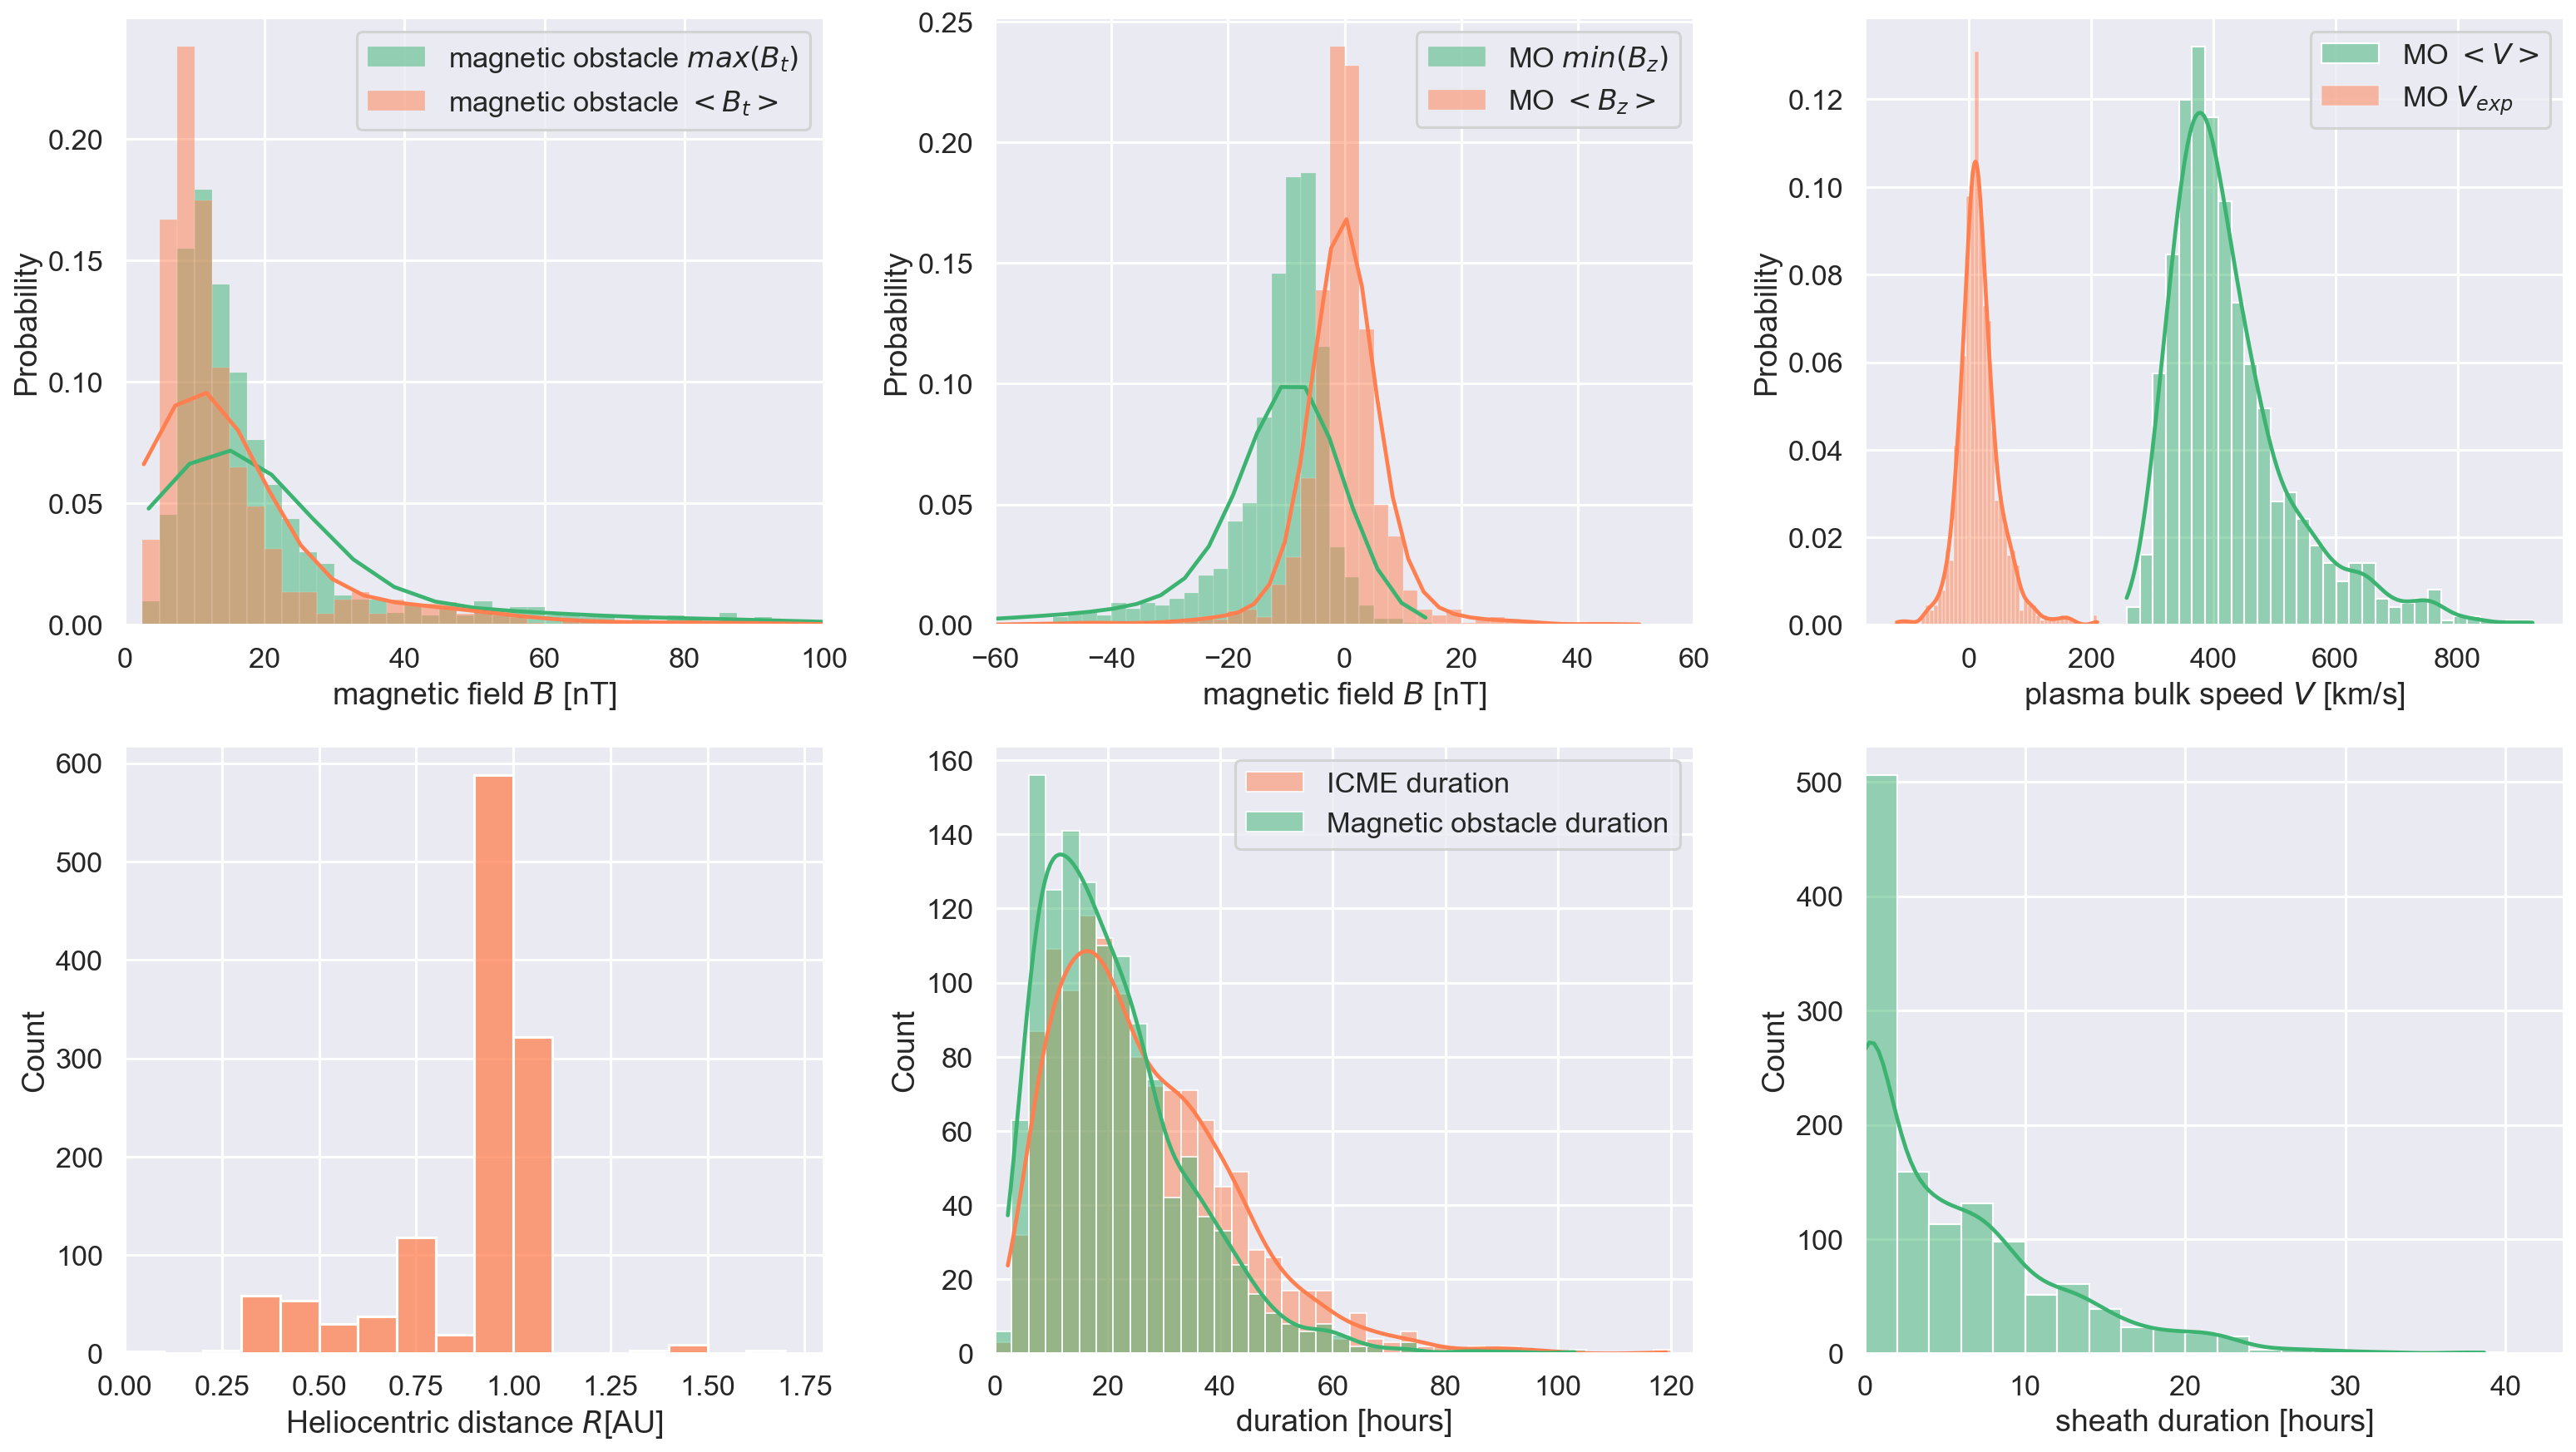 magnetic obstacle max(B_t)
magnetic obstacle <B_t>
Probability
0.20
0.15
0.10
0.05
0.00
0 20 40 60 80 100
magnetic field B [nT]
MO min(B_z)
MO <B_z>
Probability
0.25
0.20
0.15
0.10
0.05
0.00
−60 −40 −20 0 20 40 60
magnetic field B [nT]
MO <V>
MO V_exp
Probability
0.12
0.10
0.08
0.06
0.04
0.02
0.00
0 200 400 600 800
plasma bulk speed V [km/s]
Count
600
500
400
300
200
100
0
0.00 0.25 0.50 0.75 1.00 1.25 1.50 1.75
Heliocentric distance R[AU]
ICME duration
Magnetic obstacle duration
Count
160
140
120
100
80
60
40
20
0
0 20 40 60 80 100 120
duration [hours]
Count
500
400
300
200
100
0
0 10 20 30 40
sheath duration [hours]